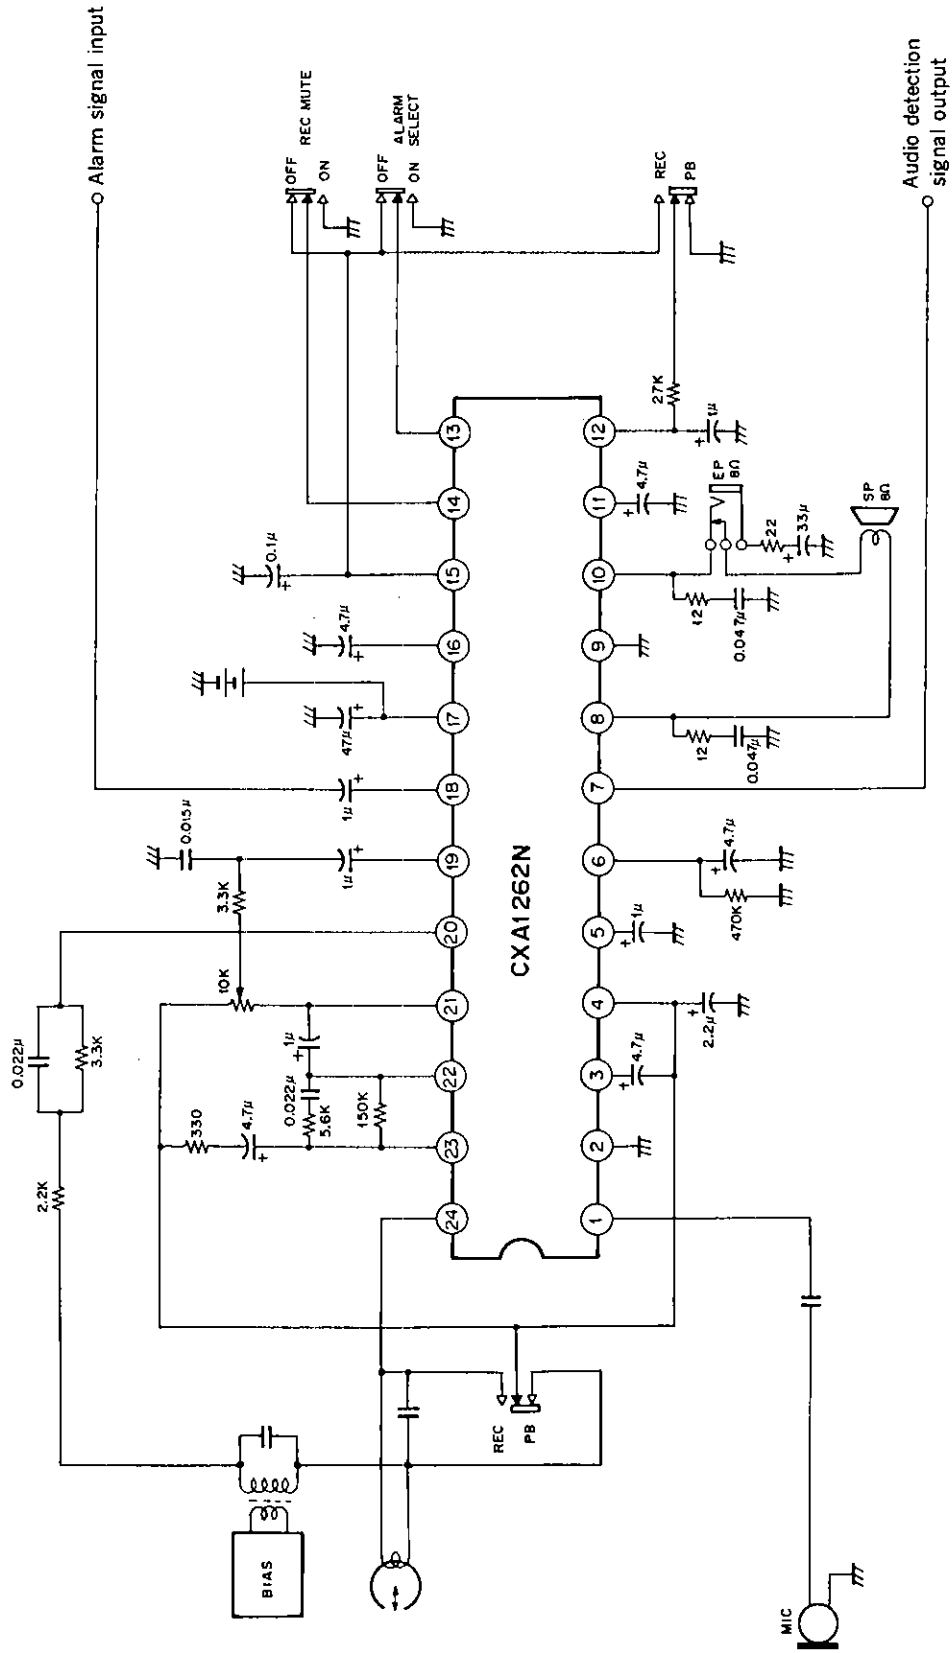 Alarm signal input
OFF
REC MUTE
ON
OFF
ALARM
SELECT
ON
REC
PB
Audio detection
signal output
0.022μ
3.3K
2.2K
330
4.7μ
+
10K
3.3K
0.015μ
1μ
+
0.022μ
5.6K
150K
1μ
+
1μ
+
47μ
+
4.7μ
+
0.1μ
+
24
23
22
21
20
19
18
17
16
15
14
13
CXA1262N
1
2
3
4
5
6
7
8
9
10
11
12
+
4.7μ
+
2.2μ
+
1μ
470K
+
4.7μ
12
0.047μ
12
0.047μ
+
4.7μ
27K
+
1μ
EP
8Ω
22
+
33μ
SP
8Ω
BIAS
REC
PB
MIC